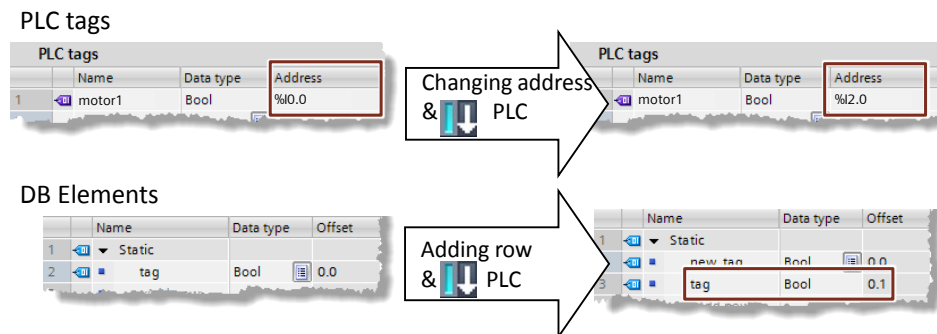 PLC tags
PLC tags
Name Data type Address
1 motor1 Bool %I0.0
Changing address
& PLC
PLC tags
Name Data type Address
motor1 Bool %I2.0
DB Elements
Name Data type Offset
1 Static
2 tag Bool 0.0
Adding row
& PLC
Name Data type Offset
1 Static
new_tag Bool 0.0
3 tag Bool 0.1